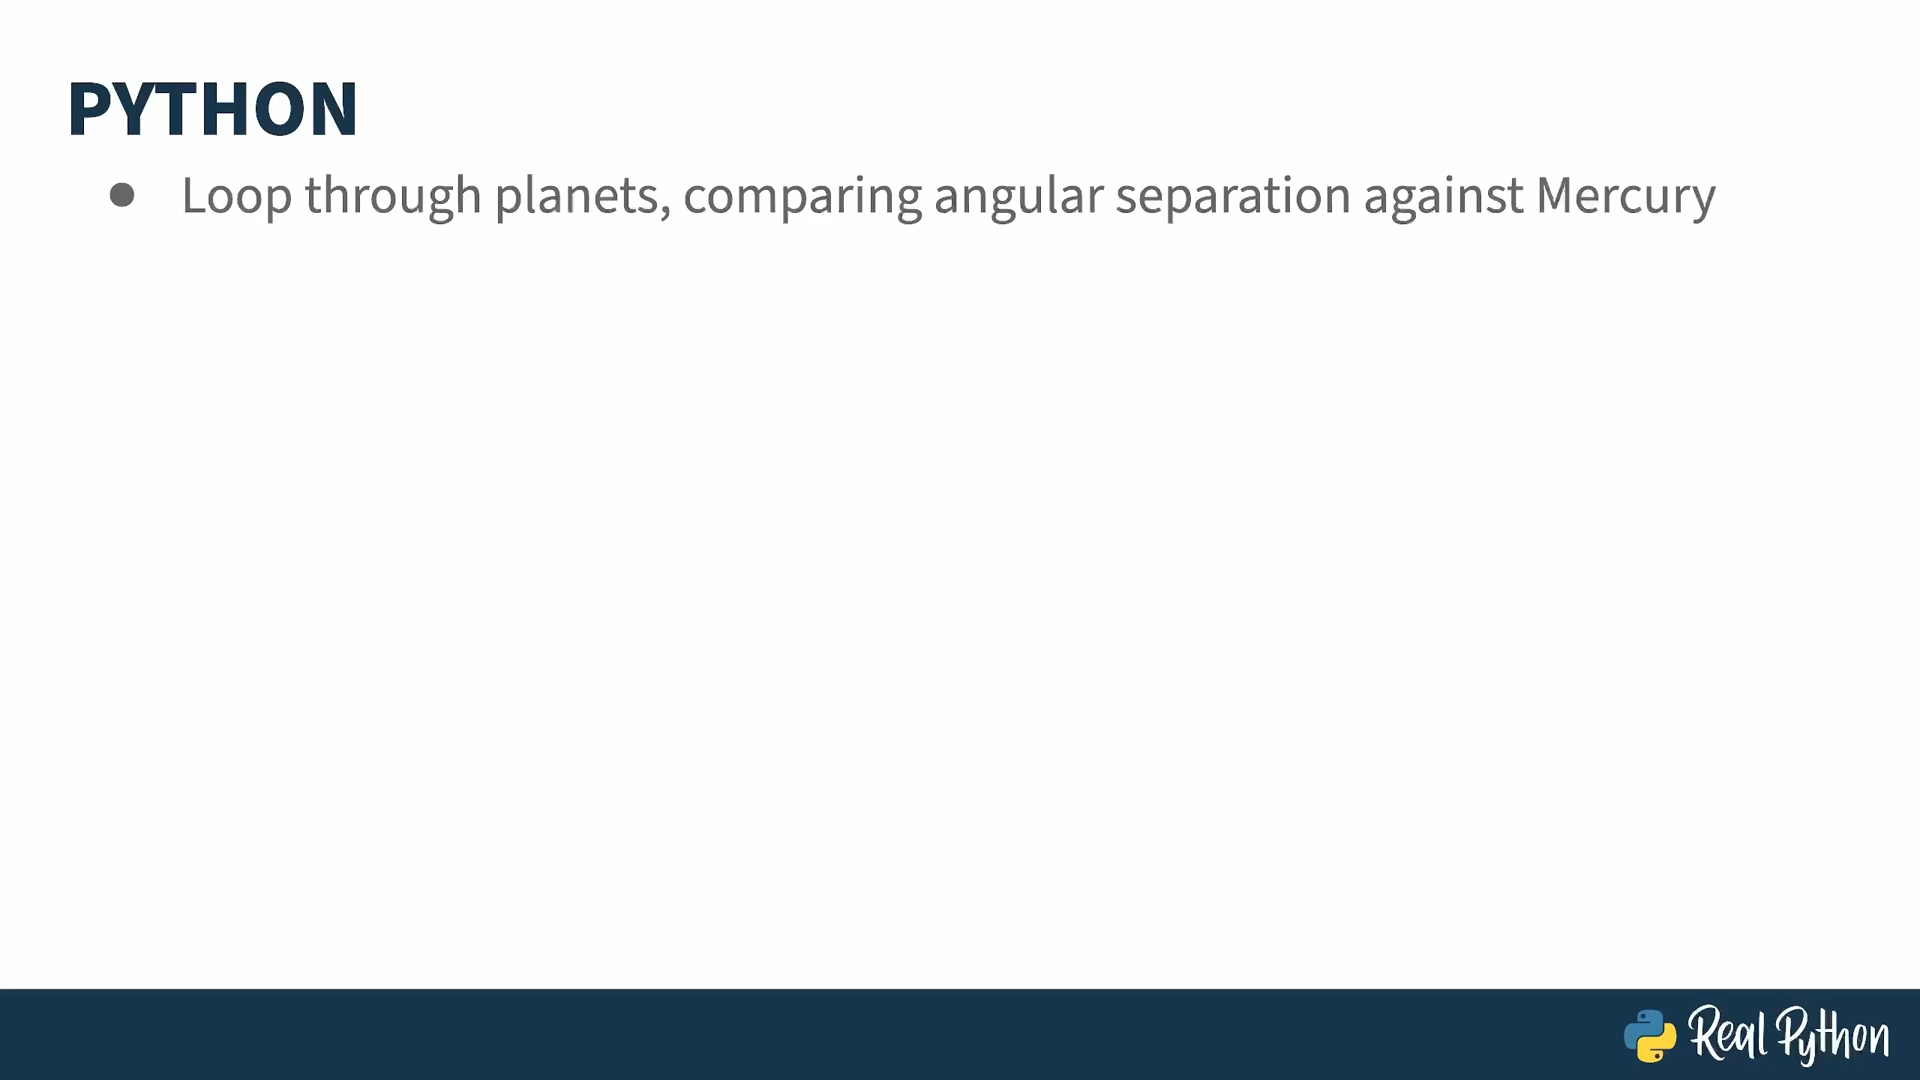 PYTHON
● Loop through planets, comparing angular separation against Mercury
Real Python